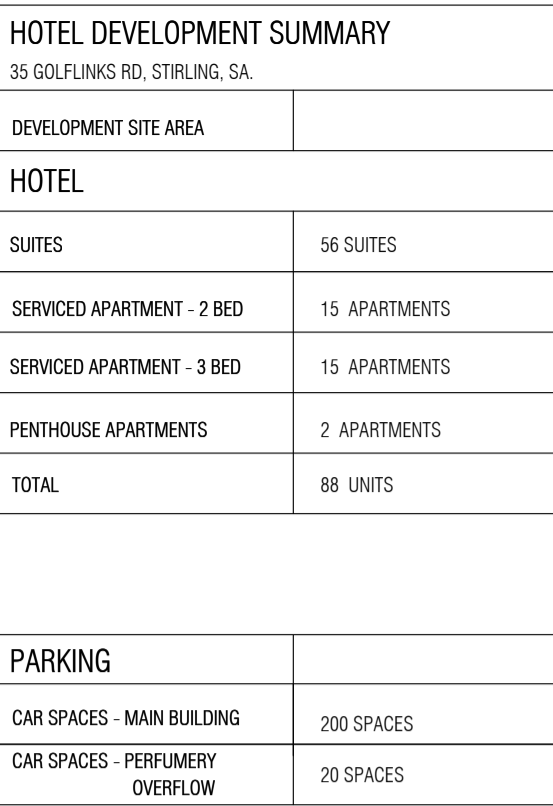 HOTEL DEVELOPMENT SUMMARY
35 GOLFLINKS RD, STIRLING, SA.
DEVELOPMENT SITE AREA
HOTEL
SUITES 56 SUITES
SERVICED APARTMENT - 2 BED 15 APARTMENTS
SERVICED APARTMENT - 3 BED 15 APARTMENTS
PENTHOUSE APARTMENTS 2 APARTMENTS
TOTAL 88 UNITS
PARKING
CAR SPACES - MAIN BUILDING 200 SPACES
CAR SPACES - PERFUMERY
OVERFLOW 20 SPACES